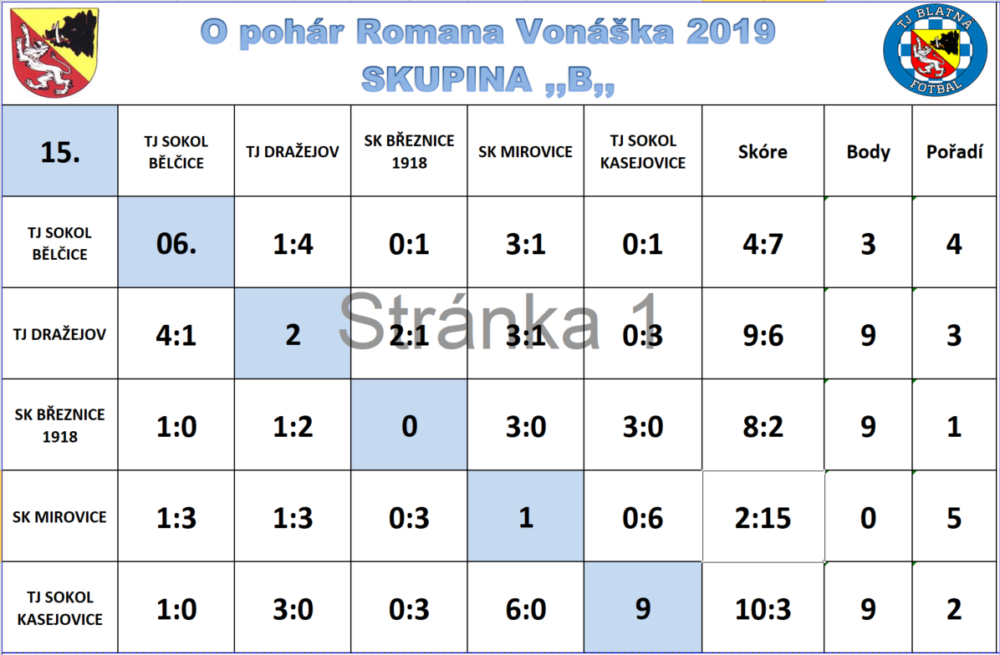 O pohár Romana Vonáška 2019
SKUPINA ,,B,,
TJ BLATNÁ
FOTBAL
15. TJ SOKOL BĚLČICE TJ DRAŽEJOV SK BŘEZNICE 1918 SK MIROVICE TJ SOKOL KASEJOVICE Skóre Body Pořadí
TJ SOKOL BĚLČICE 06. 1:4 0:1 3:1 0:1 4:7 3 4
Stránka 1
TJ DRAŽEJOV 4:1 2 2:1 3:1 0:3 9:6 9 3
SK BŘEZNICE 1918 1:0 1:2 0 3:0 3:0 8:2 9 1
SK MIROVICE 1:3 1:3 0:3 1 0:6 2:15 0 5
TJ SOKOL KASEJOVICE 1:0 3:0 0:3 6:0 9 10:3 9 2